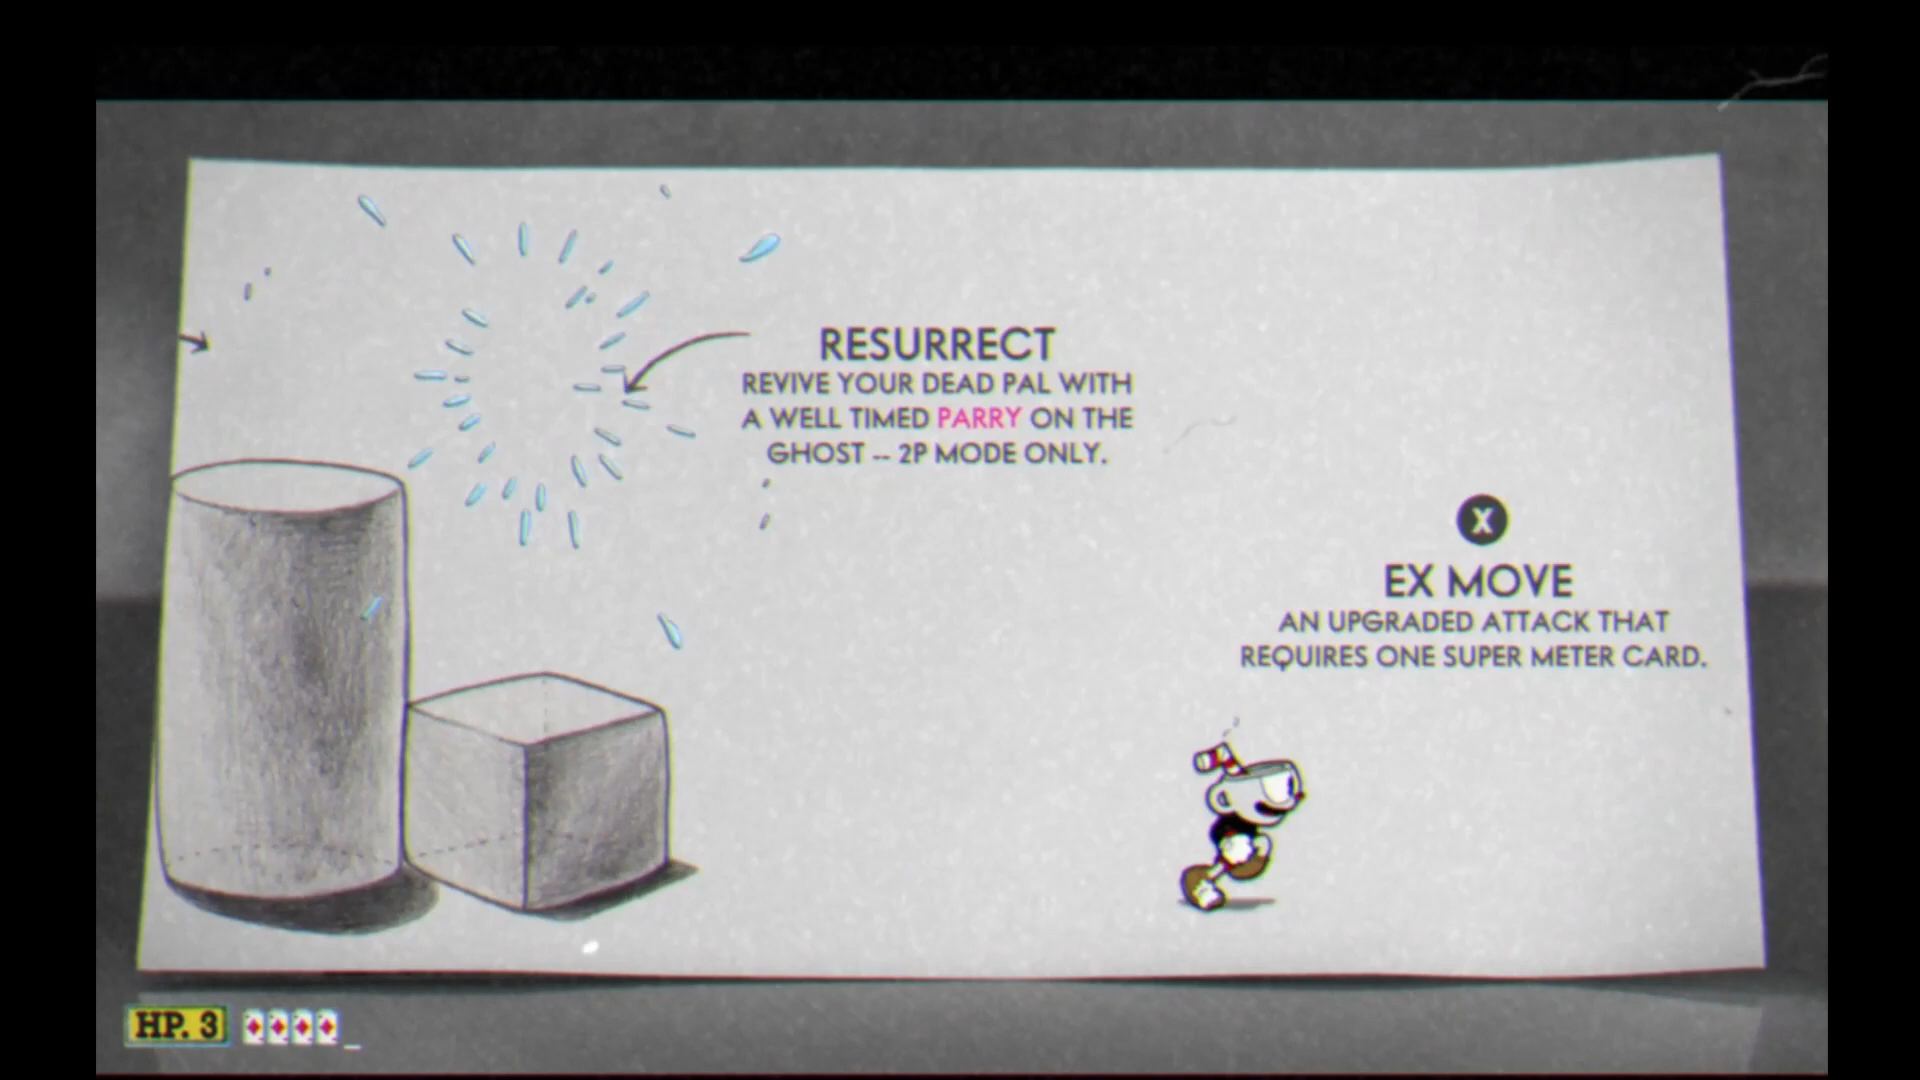 RESURRECT
REVIVE YOUR DEAD PAL WITH
A WELL TIMED PARRY ON THE
GHOST -- 2P MODE ONLY.
X
EX MOVE
AN UPGRADED ATTACK THAT
REQUIRES ONE SUPER METER CARD.
HP. 3